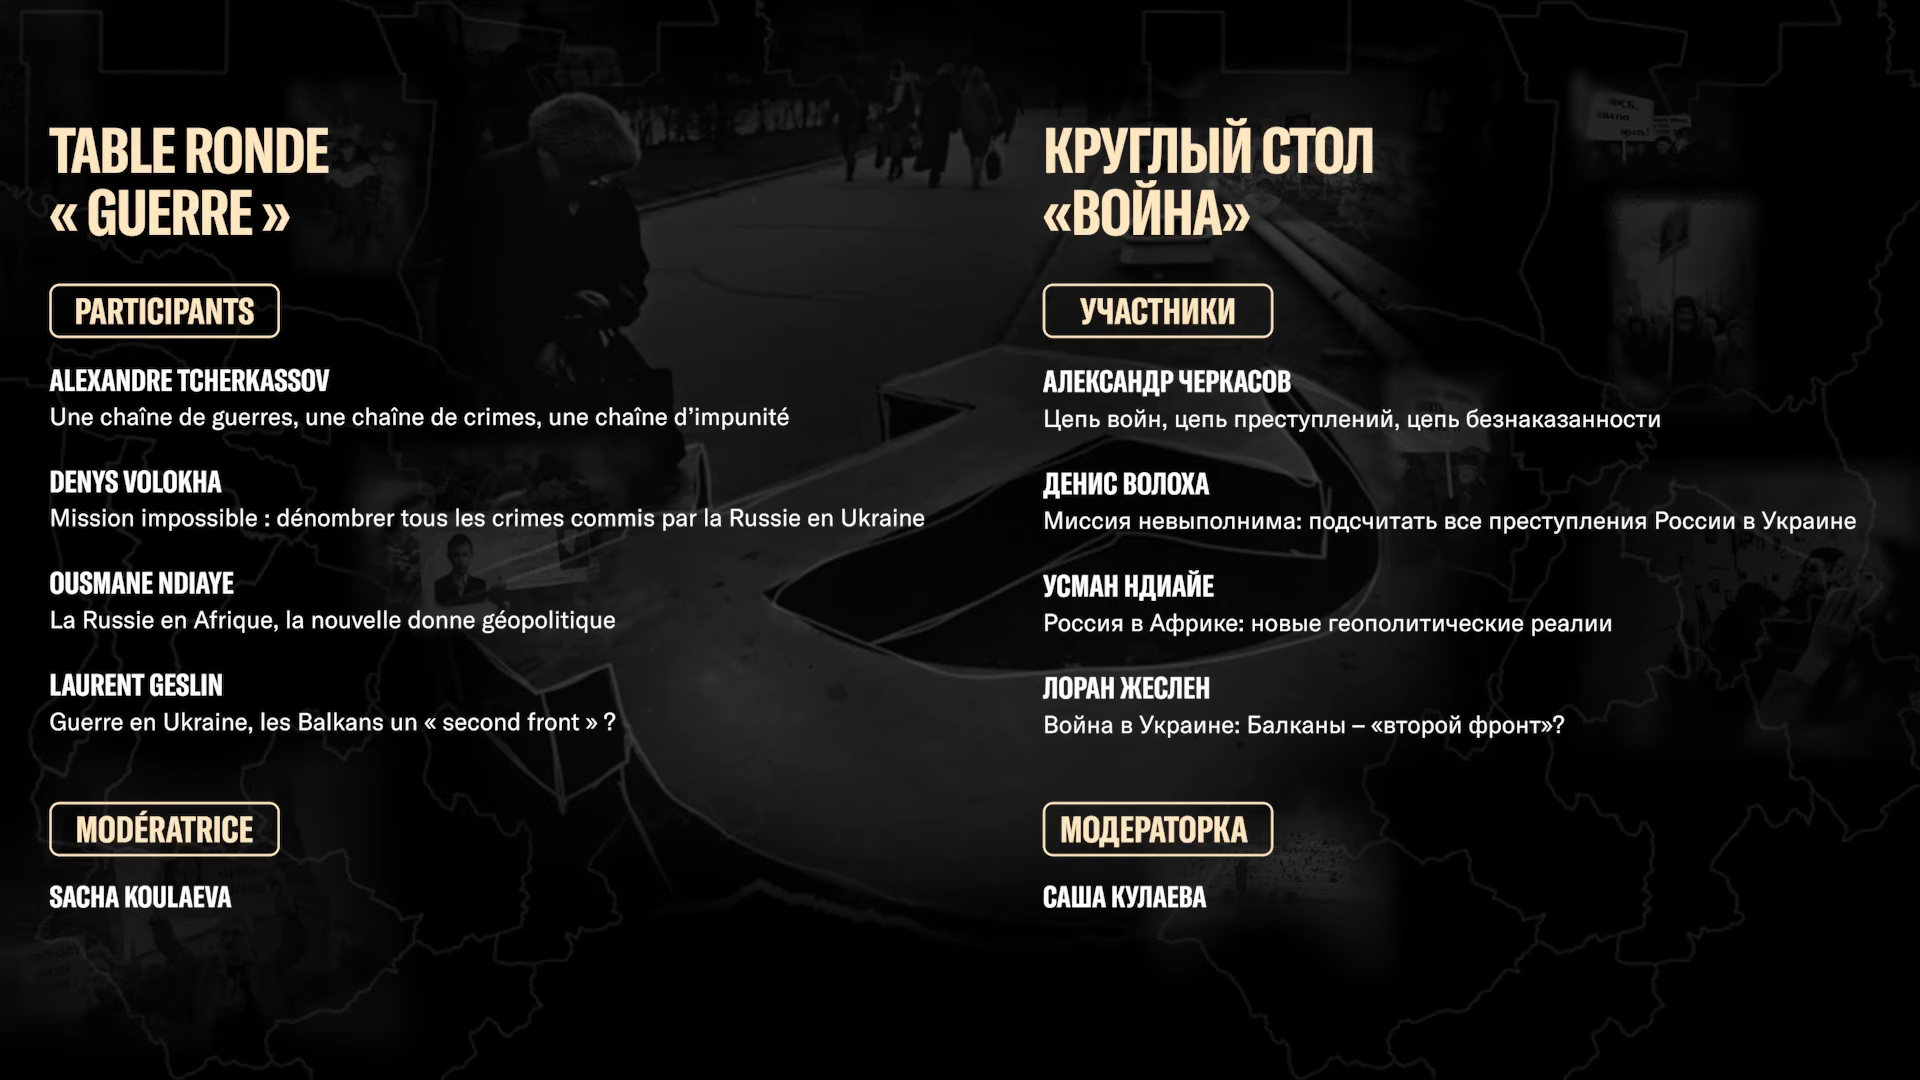 TABLE RONDE
« GUERRE »
PARTICIPANTS
ALEXANDRE TCHERKASSOV
Une chaîne de guerres, une chaîne de crimes, une chaîne d’impunité
DENYS VOLOKHA
Mission impossible : dénombrer tous les crimes commis par la Russie en Ukraine
OUSMANE NDIAYE
La Russie en Afrique, la nouvelle donne géopolitique
LAURENT GESLIN
Guerre en Ukraine, les Balkans un « second front » ?
MODÉRATRICE
SACHA KOULAEVA
КРУГЛЫЙ СТОЛ
«ВОЙНА»
УЧАСТНИКИ
АЛЕКСАНДР ЧЕРКАСОВ
Цепь войн, цепь преступлений, цепь безнаказанности
ДЕНИС ВОЛОХА
Миссия невыполнима: подсчитать все преступления России в Украине
УСМАН НДИАЙЕ
Россия в Африке: новые геополитические реалии
ЛОРАН ЖЕСЛЕН
Война в Украине: Балканы – «второй фронт»?
МОДЕРАТОРКА
САША КУЛАЕВА